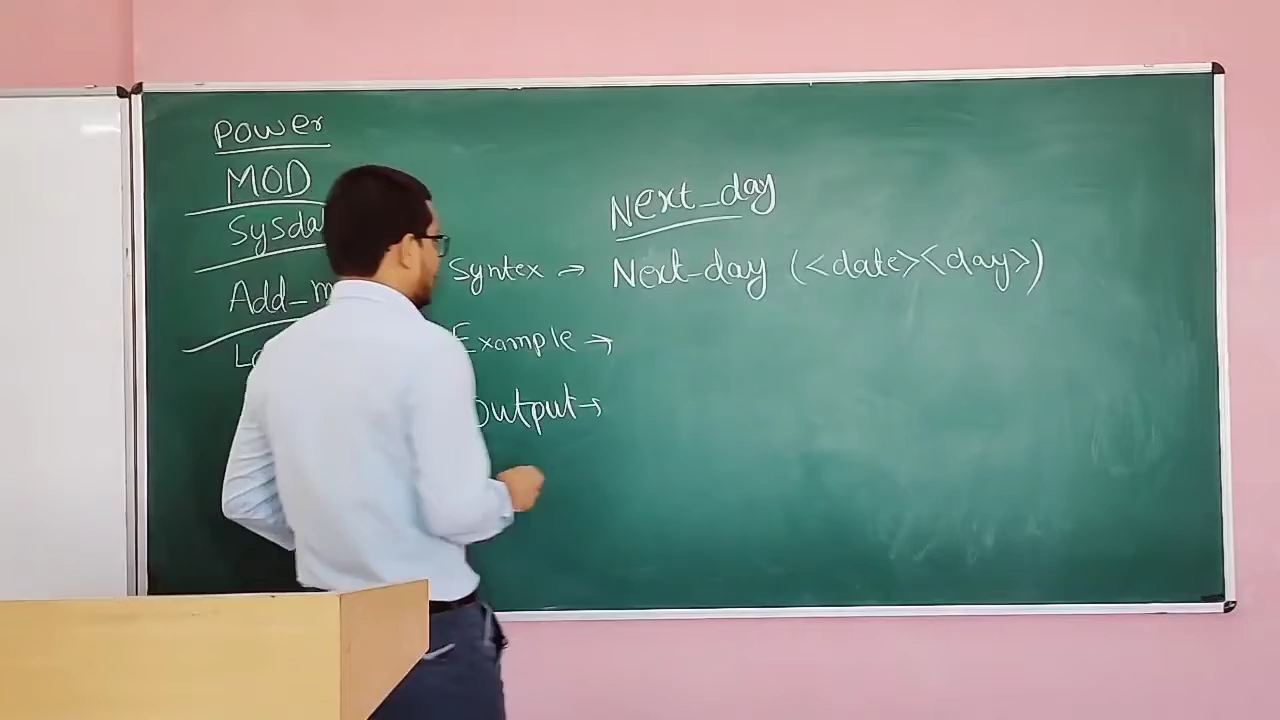 Power
MOD
Next_day
Syntex → Next-day (<date><day>)
Example →
Output →